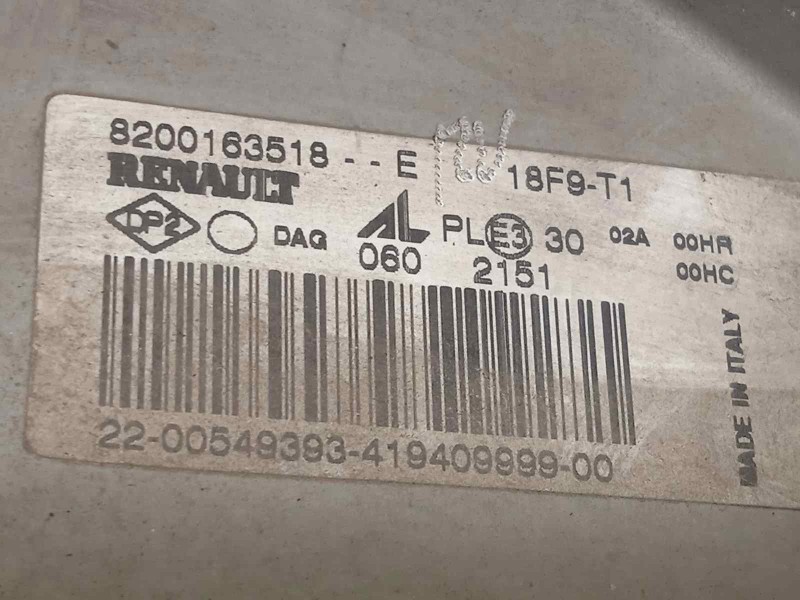 8200163518 - - E 18F9-T1
RENAULT
DP2 DAG AL PL E3 30 02A 00HR
060 2151 00HC
22-00549393-419409999-00
MADE IN ITALY